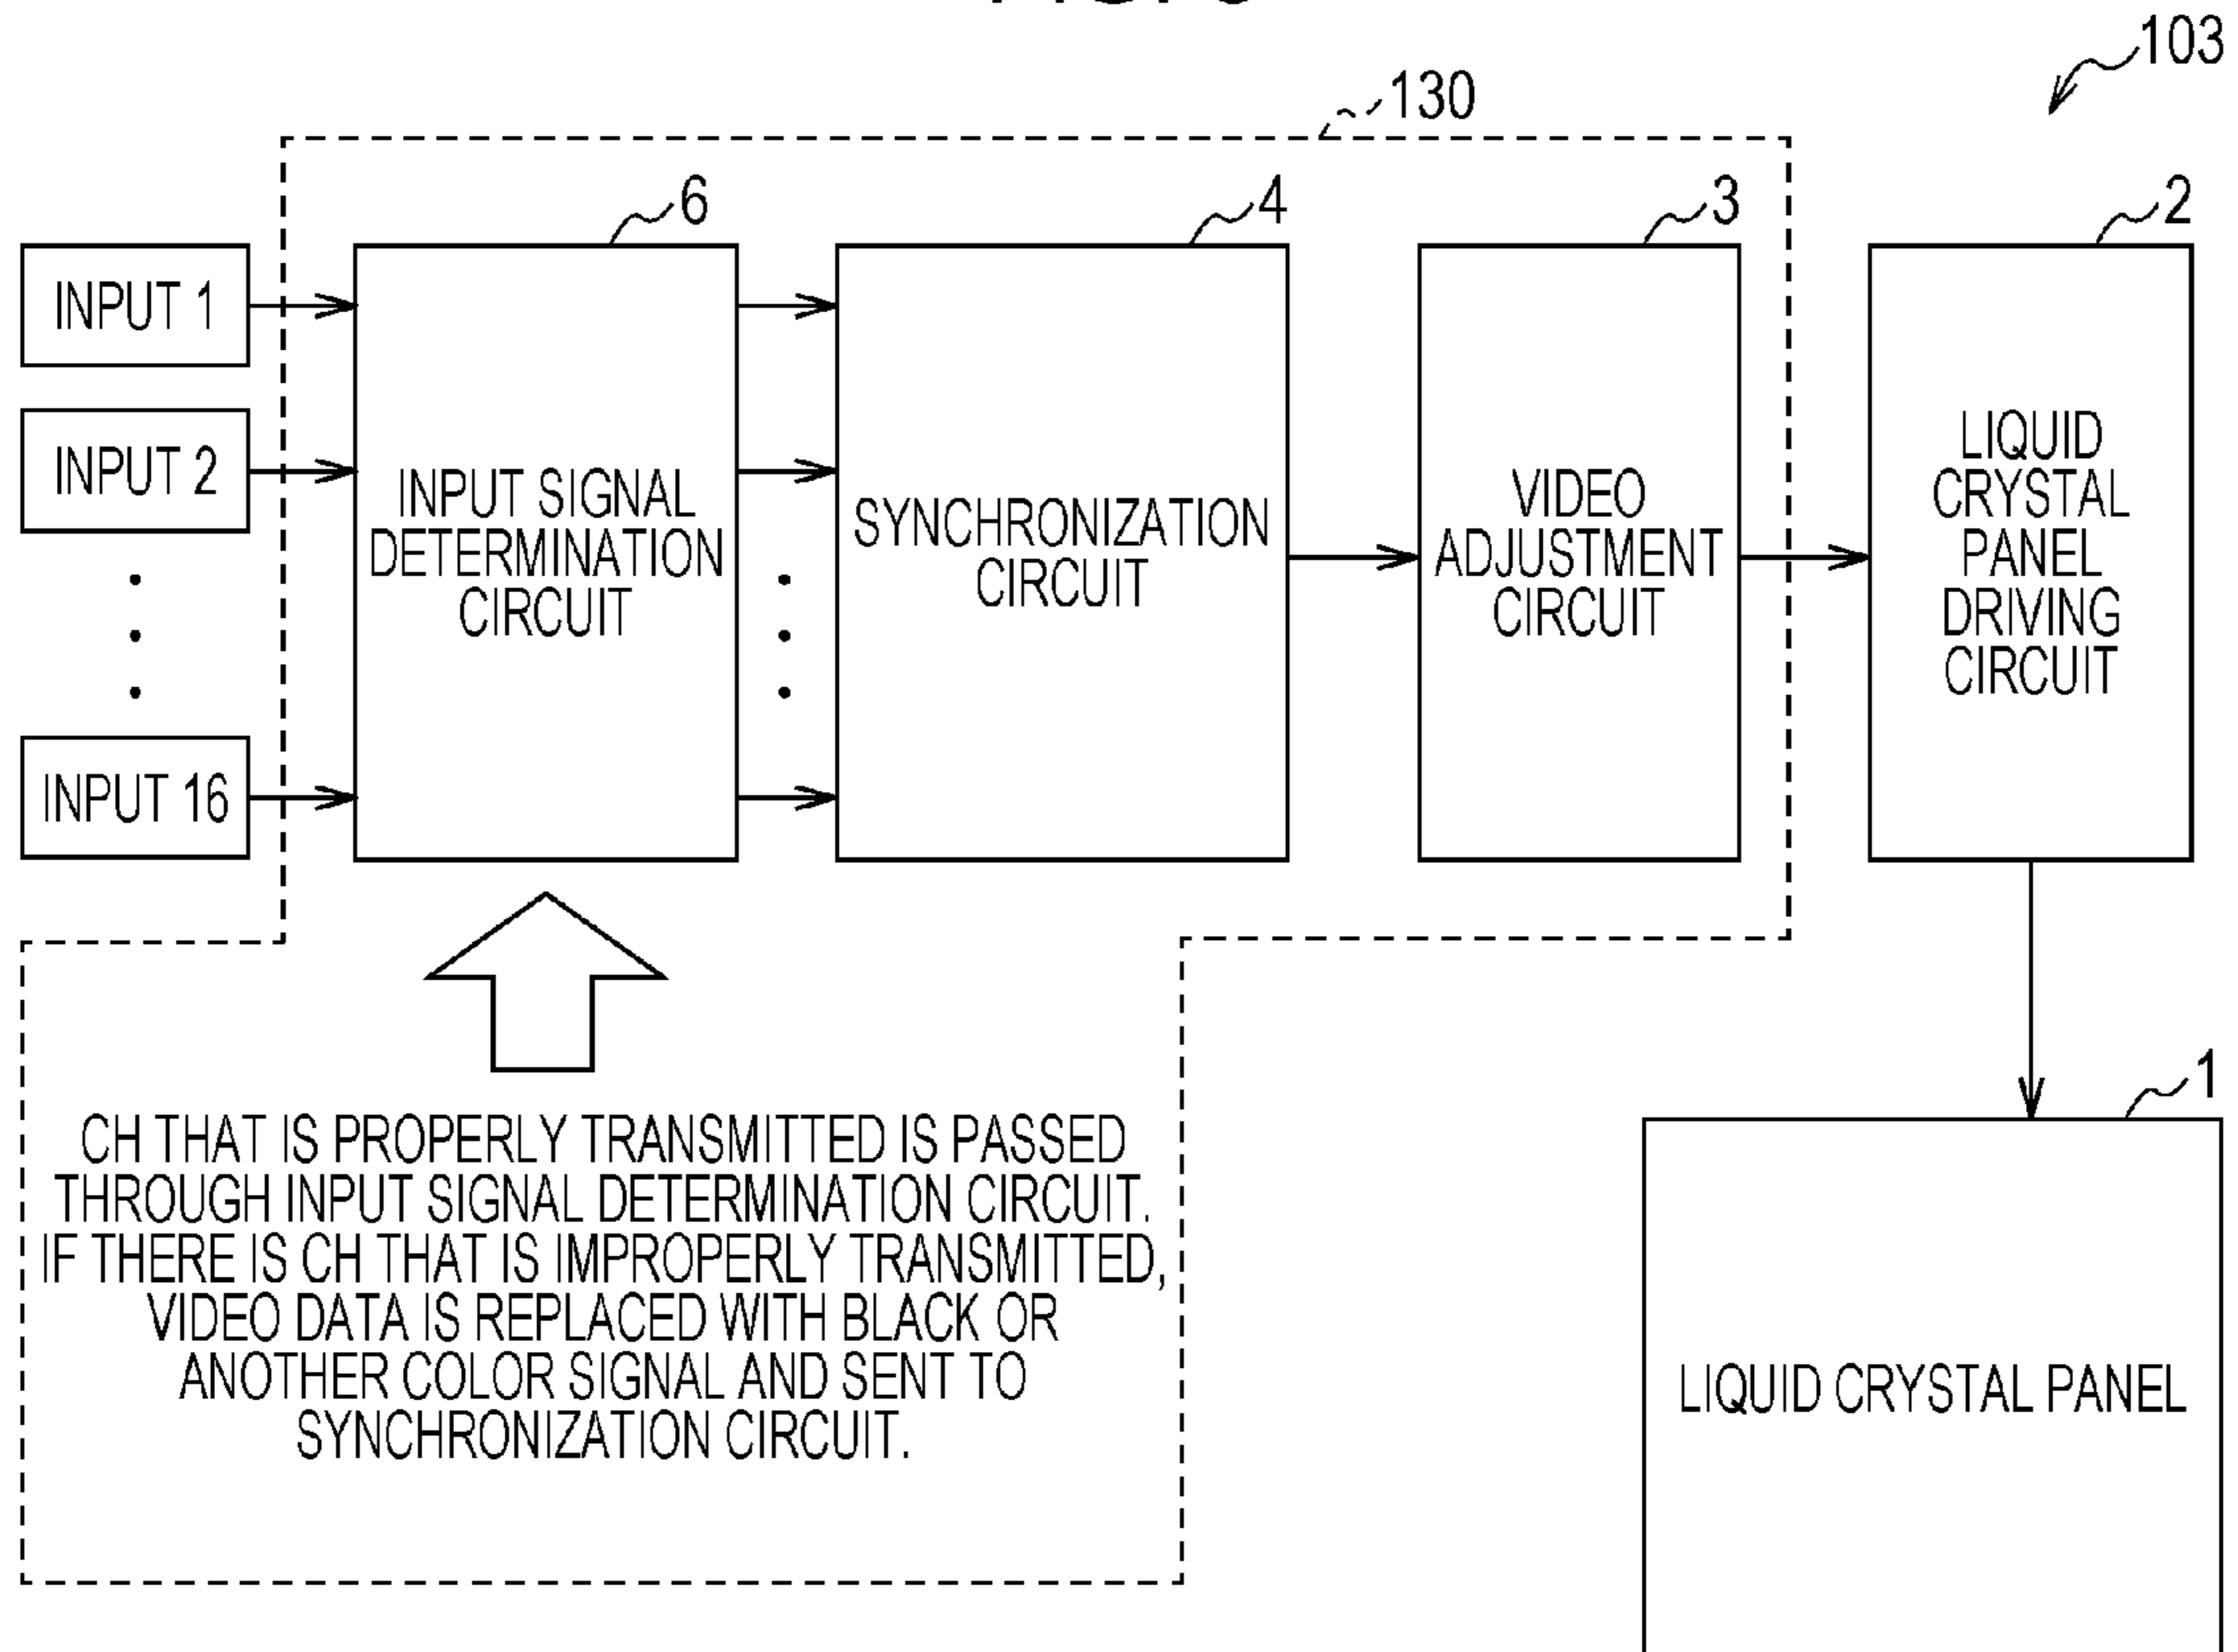 103
130
6
4
3
2
INPUT 1
INPUT 2
INPUT 16
INPUT SIGNAL
DETERMINATION
CIRCUIT
SYNCHRONIZATION
CIRCUIT
VIDEO
ADJUSTMENT
CIRCUIT
LIQUID
CRYSTAL
PANEL
DRIVING
CIRCUIT
CH THAT IS PROPERLY TRANSMITTED IS PASSED
THROUGH INPUT SIGNAL DETERMINATION CIRCUIT.
IF THERE IS CH THAT IS IMPROPERLY TRANSMITTED,
VIDEO DATA IS REPLACED WITH BLACK OR
ANOTHER COLOR SIGNAL AND SENT TO
SYNCHRONIZATION CIRCUIT.
1
LIQUID CRYSTAL PANEL